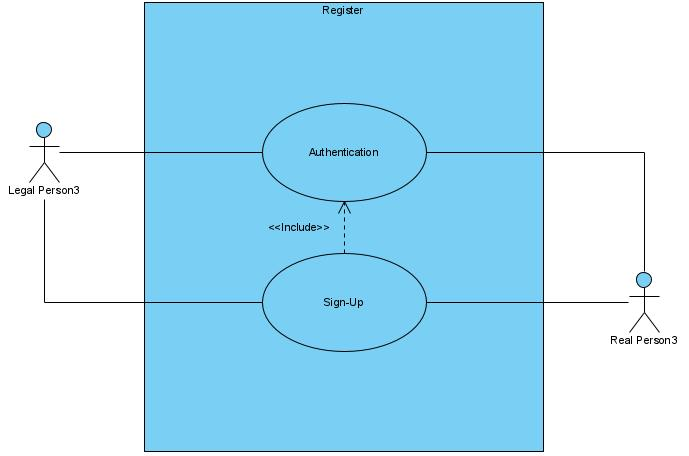 Register
Authentication
Legal Person3
<<Include>>
Sign-Up
Real Person3